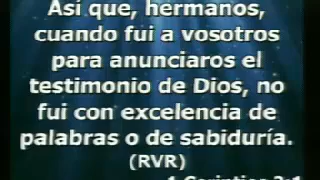 Así que, hermanos,
cuando fui a vosotros
para anunciaros el
testimonio de Dios, no
fui con excelencia de
palabras o de sabiduría.
(RVR)
1 Corintios 2:1